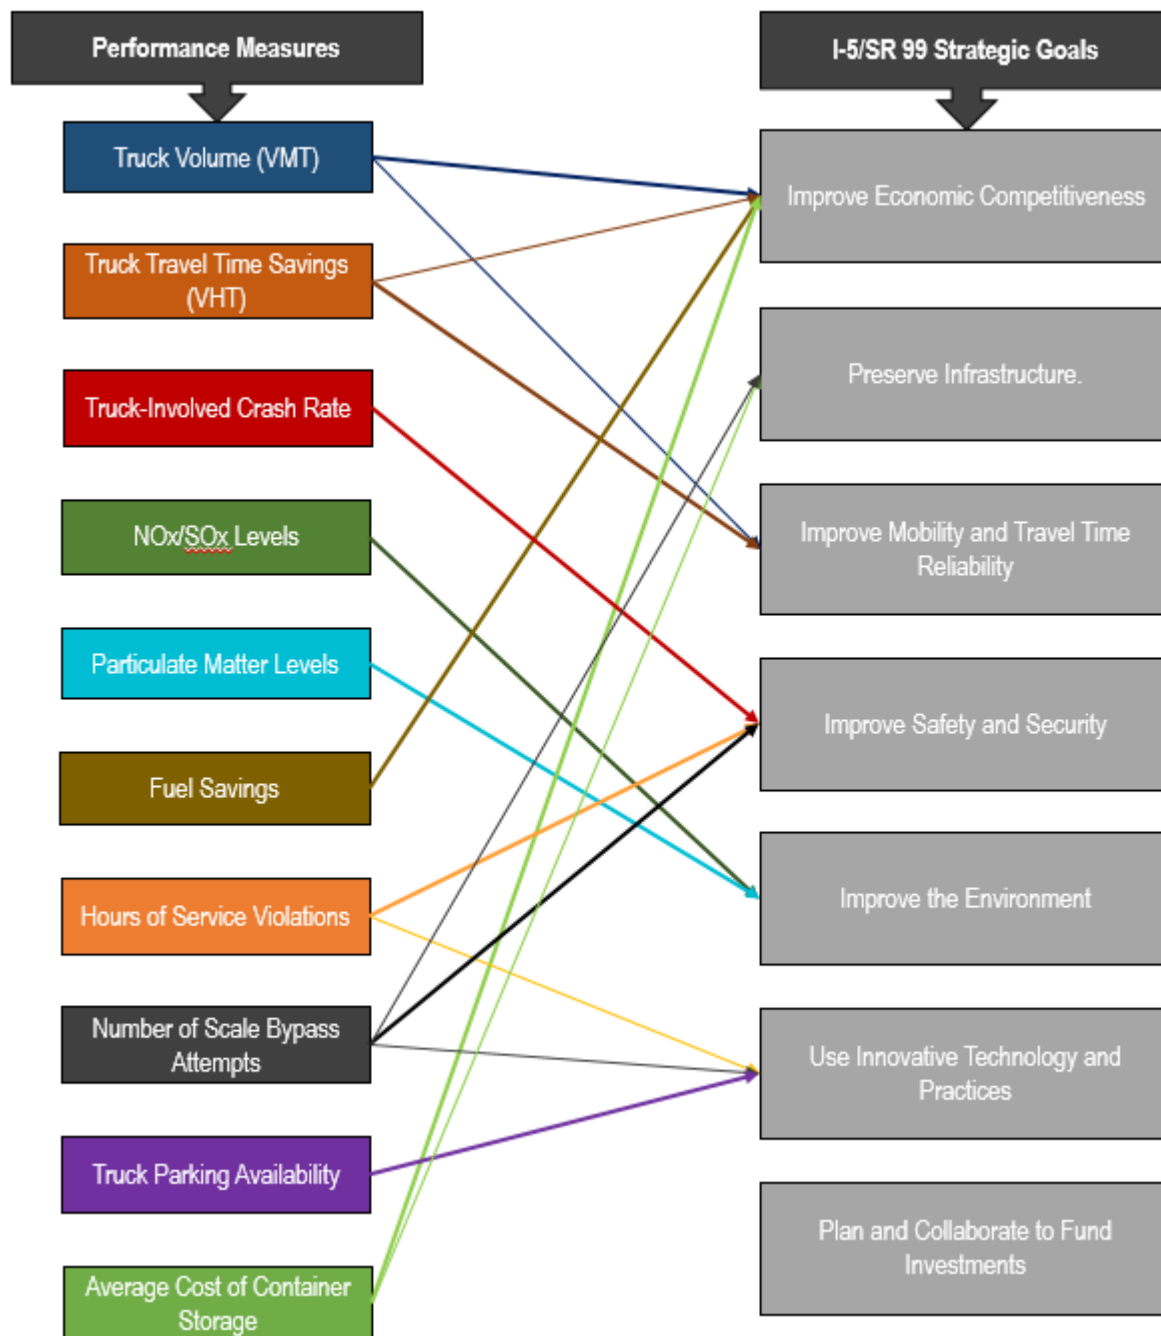 Performance Measures
I-5/SR 99 Strategic Goals
Truck Volume (VMT)
Truck Travel Time Savings
(VHT)
Truck-Involved Crash Rate
NOx/SOx Levels
Particulate Matter Levels
Fuel Savings
Hours of Service Violations
Number of Scale Bypass
Attempts
Truck Parking Availability
Average Cost of Container
Storage
Improve Economic Competitiveness
Preserve Infrastructure.
Improve Mobility and Travel Time
Reliability
Improve Safety and Security
Improve the Environment
Use Innovative Technology and
Practices
Plan and Collaborate to Fund
Investments